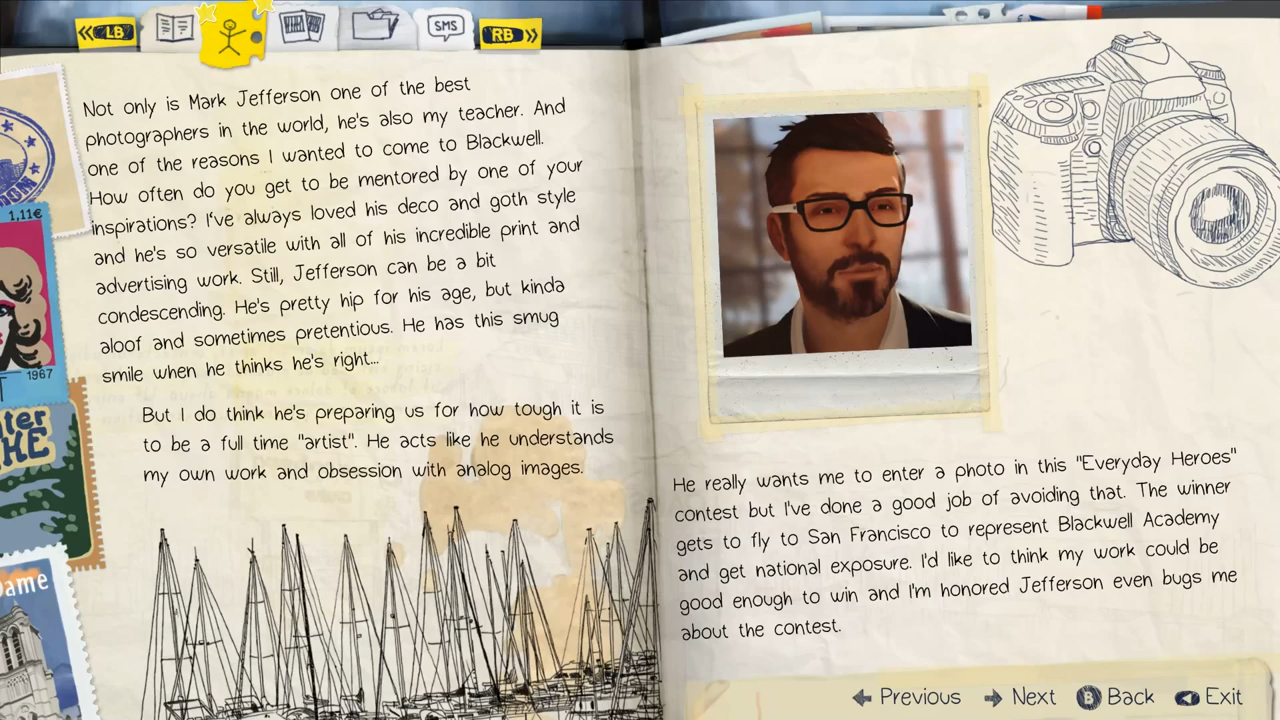 LB
SMS
RB
Not only is Mark Jefferson one of the best
photographers in the world, he's also my teacher. And
one of the reasons I wanted to come to Blackwell.
How often do you get to be mentored by one of your
inspirations? I've always loved his deco and goth style
and he's so versatile with all of his incredible print and
advertising work. Still, Jefferson can be a bit
condescending. He's pretty hip for his age, but kinda
aloof and sometimes pretentious. He has this smug
smile when he thinks he's right...
But I do think he's preparing us for how tough it is
to be a full time "artist". He acts like he understands
my own work and obsession with analog images.
1,11€
1967
Dame
He really wants me to enter a photo in this "Everyday Heroes"
contest but I've done a good job of avoiding that. The winner
gets to fly to San Francisco to represent Blackwell Academy
and get national exposure. I'd like to think my work could be
good enough to win and I'm honored Jefferson even bugs me
about the contest.
Previous
Next
B Back
Exit